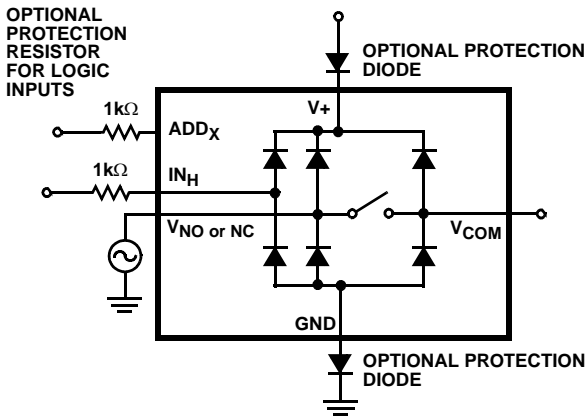 OPTIONAL
PROTECTION
RESISTOR
FOR LOGIC
INPUTS
OPTIONAL PROTECTION
DIODE
1kΩ
ADDX
V+
1kΩ
INH
VNO or NC
VCOM
GND
OPTIONAL PROTECTION
DIODE